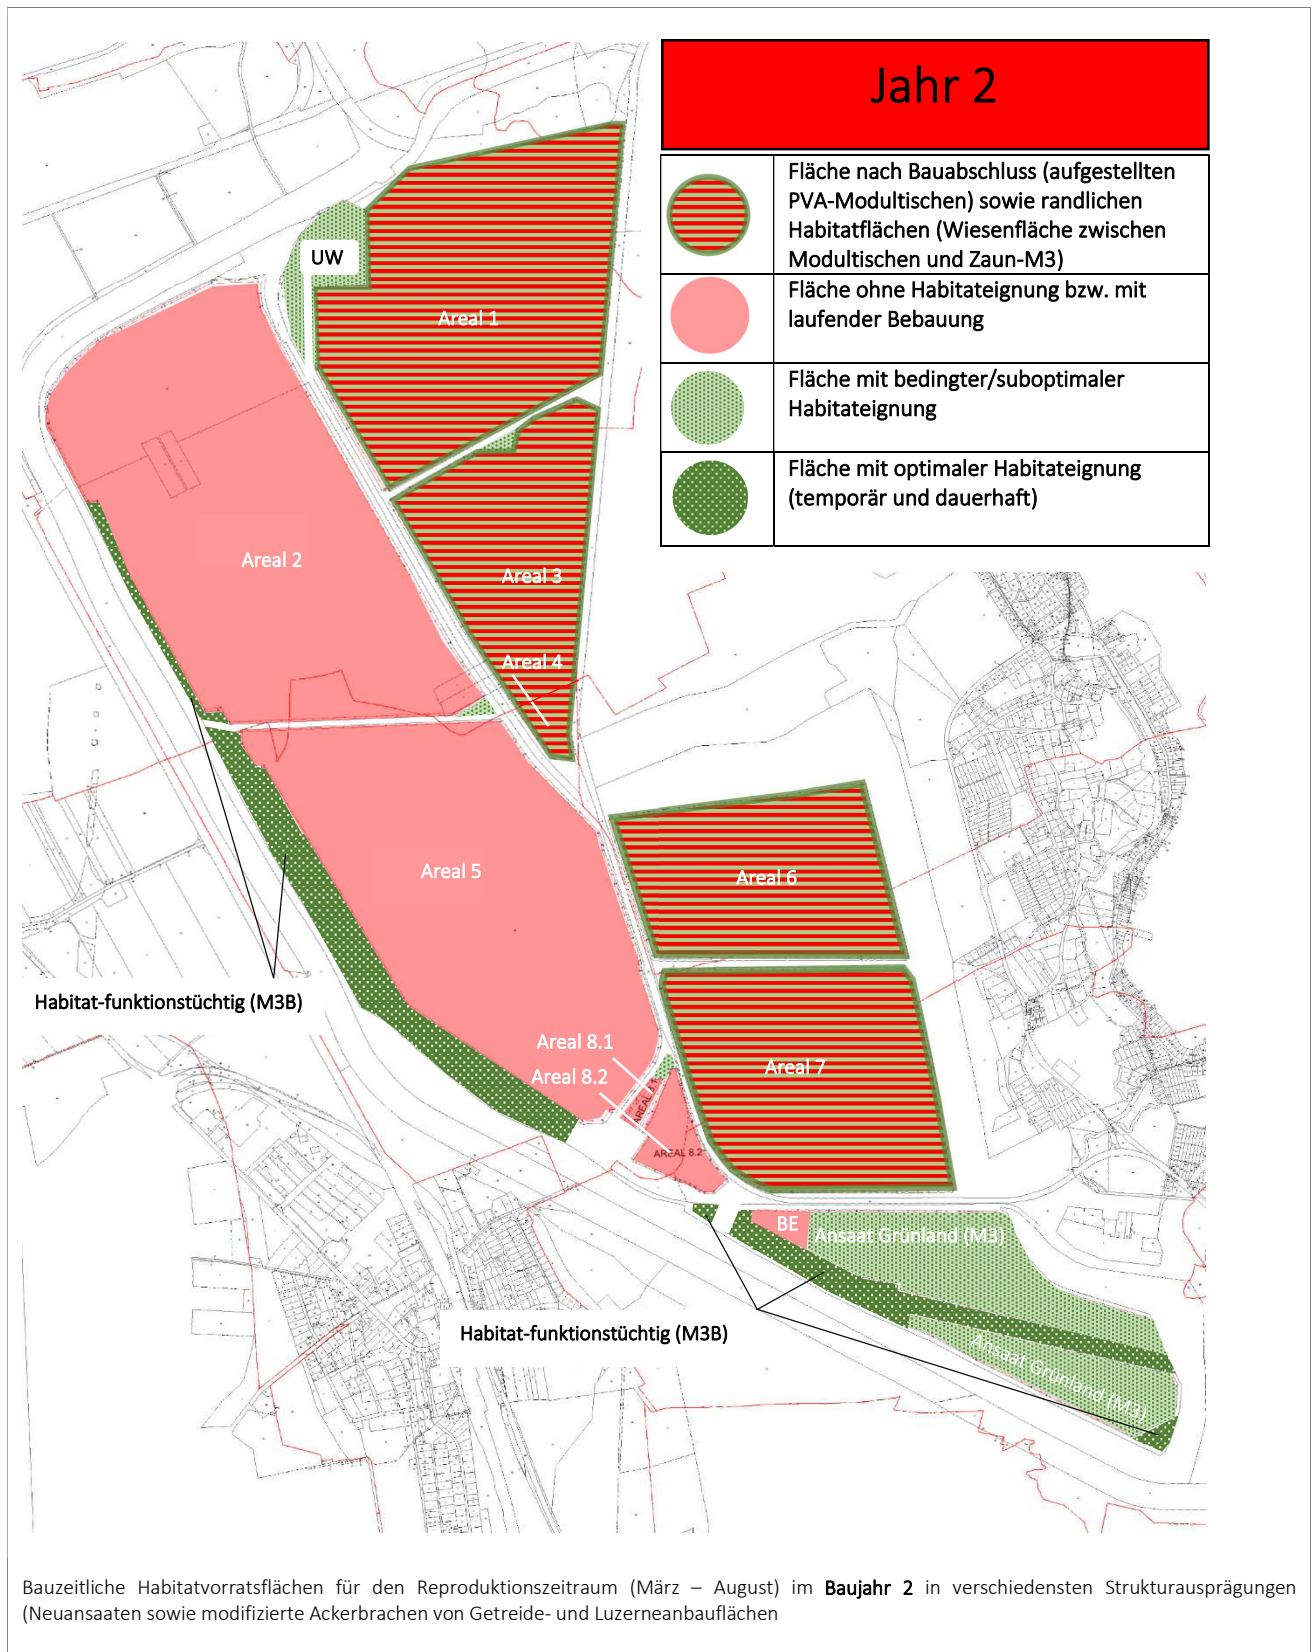 Jahr 2
Fläche nach Bauabschluss (aufgestellten
PVA-Modultischen) sowie randlichen
Habitatflächen (Wiesenfläche zwischen
Modultischen und Zaun-M3)
Fläche ohne Habitateignung bzw. mit
laufender Bebauung
Fläche mit bedingter/suboptimaler
Habitateignung
Fläche mit optimaler Habitateignung
(temporär und dauerhaft)
UW
Areal 1
Areal 2
Areal 3
Areal 4
Areal 5
Areal 6
Habitat-funktionstüchtig (M3B)
Areal 8.1
Areal 8.2
Areal 7
AREAL 8.2
BE
Ansaat Grünland (M3)
Habitat-funktionstüchtig (M3B)
Ansaat Grünland (M3)
Bauzeitliche Habitatvorratsflächen für den Reproduktionszeitraum (März – August) im Baujahr 2 in verschiedensten Strukturausprägungen
(Neuansaaten sowie modifizierte Ackerbrachen von Getreide- und Luzerneanbauflächen